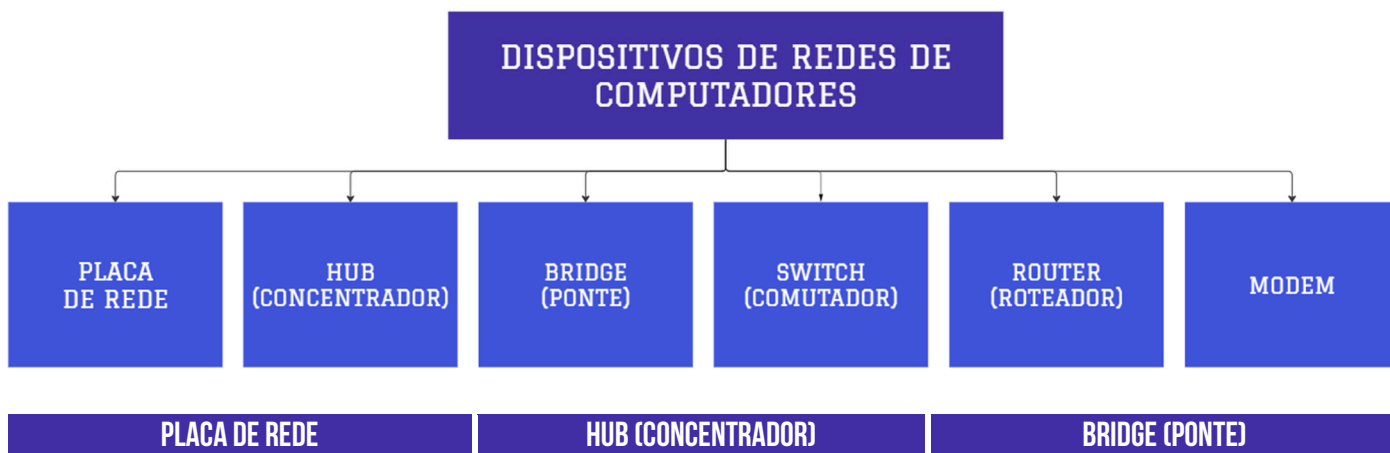 DISPOSITIVOS DE REDES DE
COMPUTADORES
PLACA
DE REDE
HUB
(CONCENTRADOR)
BRIDGE
(PONTE)
SWITCH
(COMUTADOR)
ROUTER
(ROTEADOR)
MODEM
PLACA DE REDE
HUB (CONCENTRADOR)
BRIDGE (PONTE)